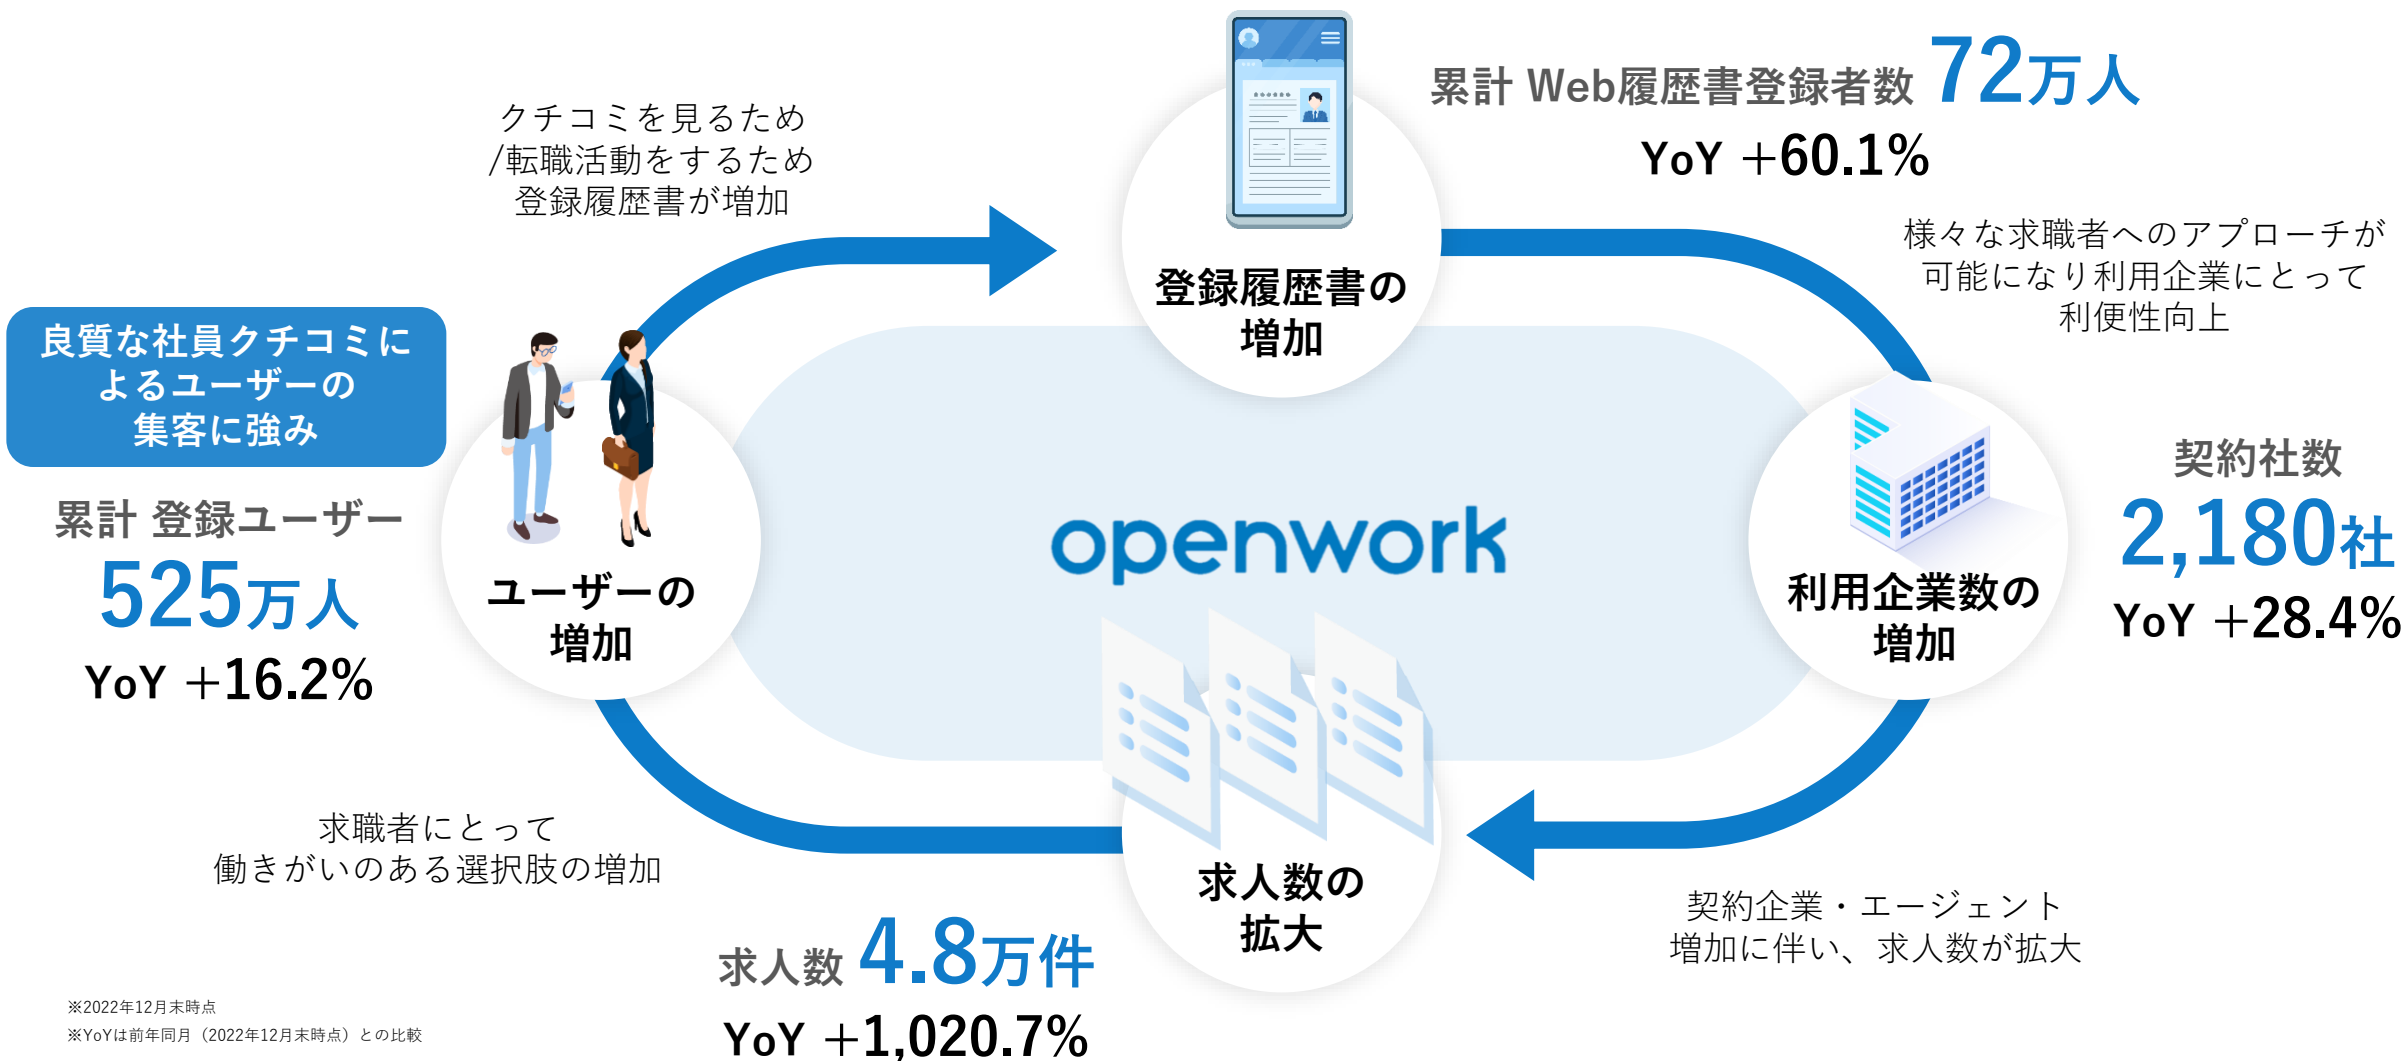 累計 Web履歴書登録者数 72万人
YoY +60.1%
クチコミを見るため
/転職活動をするため
登録履歴書が増加
登録履歴書の
増加
様々な求職者へのアプローチが
可能になり利用企業にとって
利便性向上
良質な社員クチコミに
よるユーザーの
集客に強み
累計 登録ユーザー
525万人
YoY +16.2%
ユーザーの
増加
openwork
利用企業数の
増加
契約社数
2,180社
YoY +28.4%
求職者にとって
働きがいのある選択肢の増加
求人数の
拡大
契約企業・エージェント
増加に伴い、求人数が拡大
求人数 4.8万件
YoY +1,020.7%
※2022年12月末時点
※YoYは前年同月（2022年12月末時点）との比較